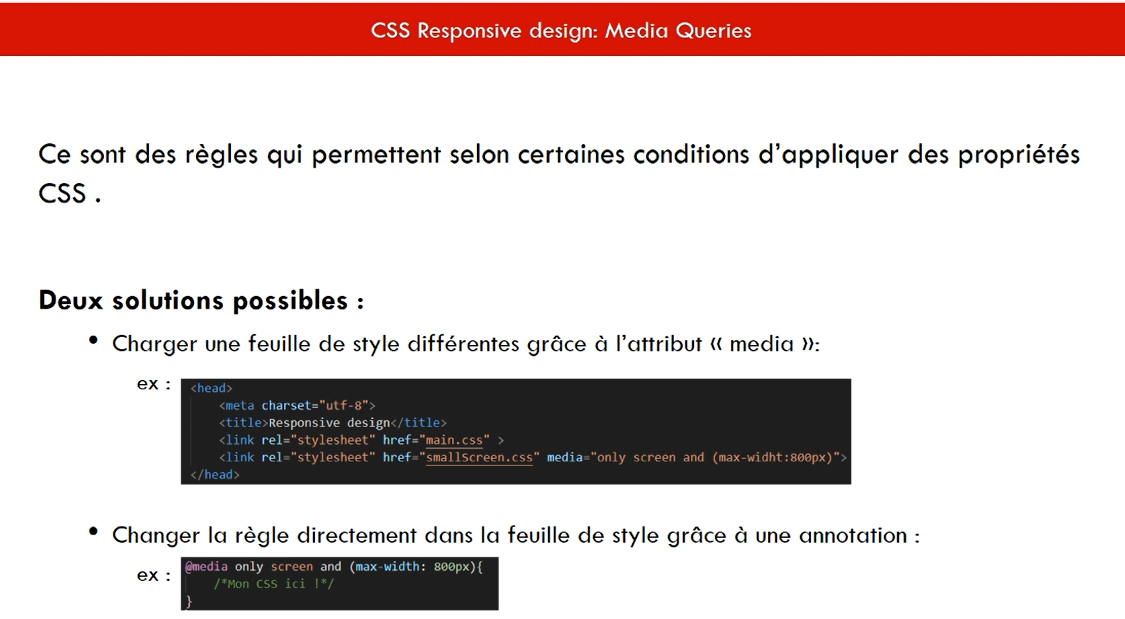 CSS Responsive design: Media Queries
Ce sont des règles qui permettent selon certaines conditions d’appliquer des propriétés
CSS .
Deux solutions possibles :
• Charger une feuille de style différentes grâce à l’attribut « media »:
ex :
<head>
<meta charset="utf-8">
<title>Responsive design</title>
<link rel="stylesheet" href="main.css" >
<link rel="stylesheet" href="smallScreen.css" media="only screen and (max-widht:800px)">
</head>
• Changer la règle directement dans la feuille de style grâce à une annotation :
ex :
@media only screen and (max-width: 800px){
/*Mon CSS ici !*/
}